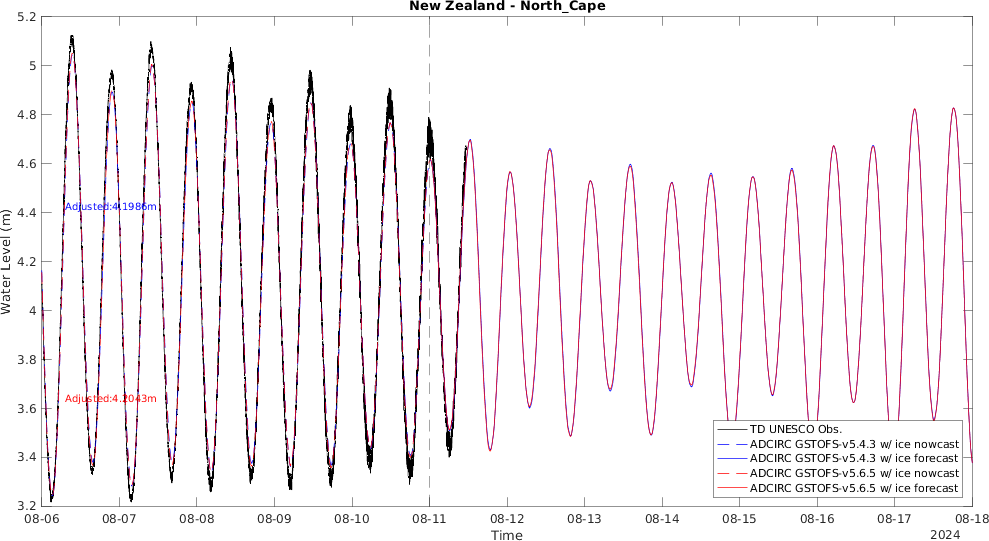 New Zealand - North_Cape
Water Level (m)
5.2
5
4.8
4.6
4.4
4.2
4
3.8
3.6
3.4
3.2
Adjusted:4.1986m
Adjusted:4.2043m
TD UNESCO Obs.
ADCIRC GSTOFS-v5.4.3 w/ ice nowcast
ADCIRC GSTOFS-v5.4.3 w/ ice forecast
ADCIRC GSTOFS-v5.6.5 w/ ice nowcast
ADCIRC GSTOFS-v5.6.5 w/ ice forecast
08-06 08-07 08-08 08-09 08-10 08-11 08-12 08-13 08-14 08-15 08-16 08-17 08-18
Time
2024